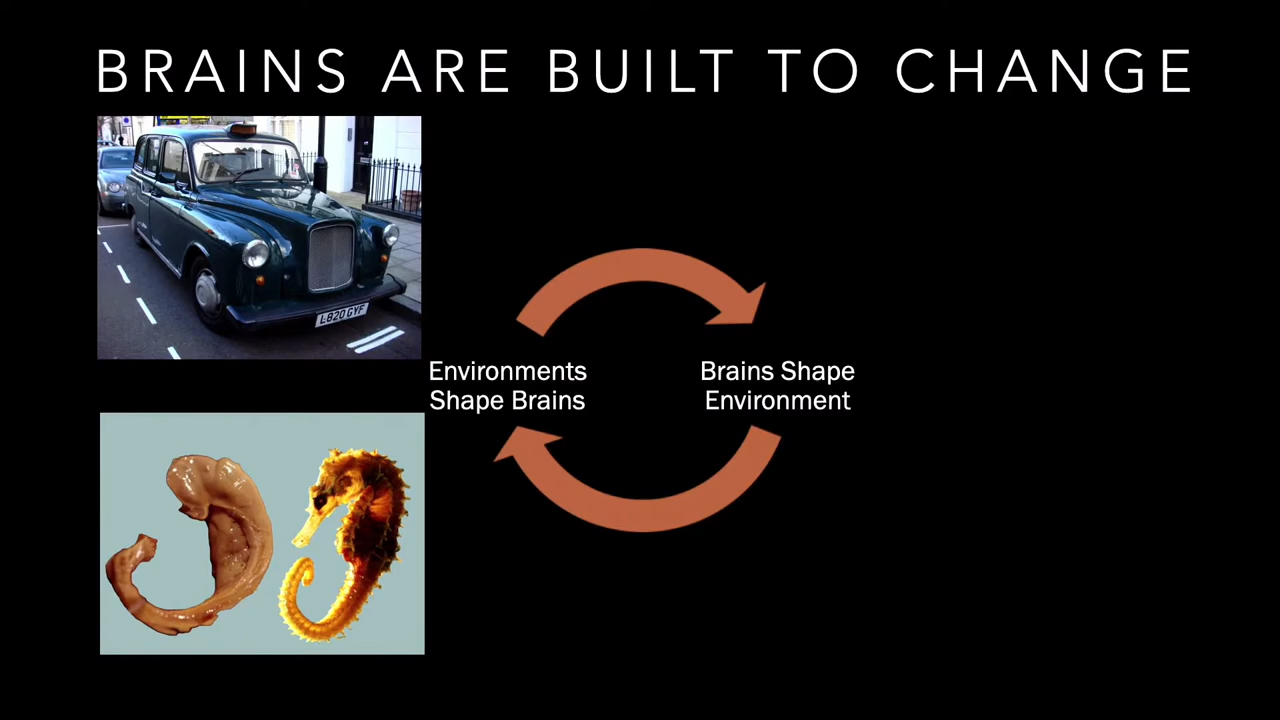 BRAINS ARE BUILT TO CHANGE
L820 GYF
Environments
Shape Brains
Brains Shape
Environment